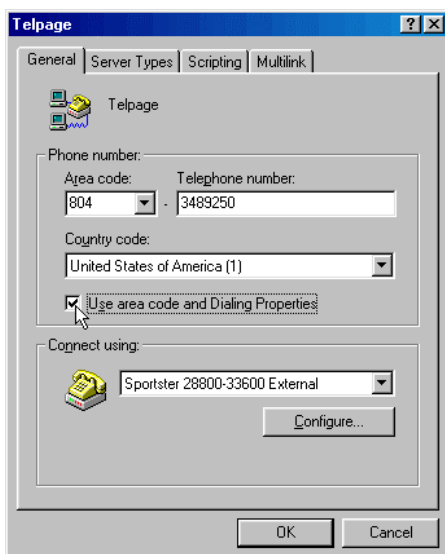 Telpage
General Server Types Scripting Multilink
Telpage
Phone number:
Area code: Telephone number:
804 - 3489250
Country code:
United States of America (1)
Use area code and Dialing Properties
Connect using:
Sportster 28800-33600 External
Configure...
OK Cancel